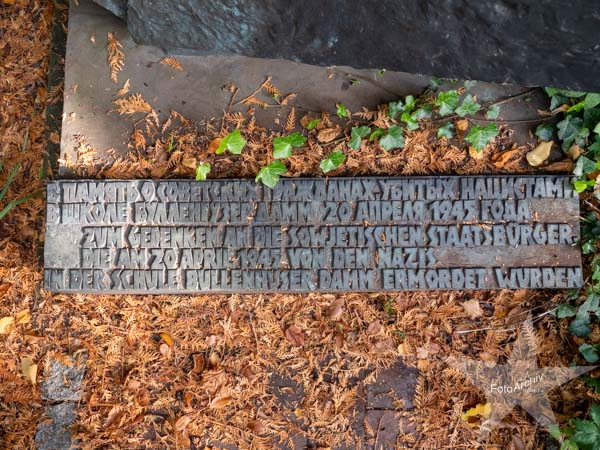 ПАМЯТЬ О СОВЕТСКИХ ГРАЖДАНАХ УБИТЫХ НАЦИСТАМИ
В ШКОЛЕ БУЛЛЕНХУЗЕР ДАММ 20 АПРЕЛЯ 1945 ГОДА
ZUM GEDENKEN AN DIE SOWJETISCHEN STAATSBÜRGER
DIE AM 20 APRIL 1945 VON DEN NAZIS
IN DER SCHULE BULLENHUSER DAMM ERMORDET WURDEN
FotoArchiv